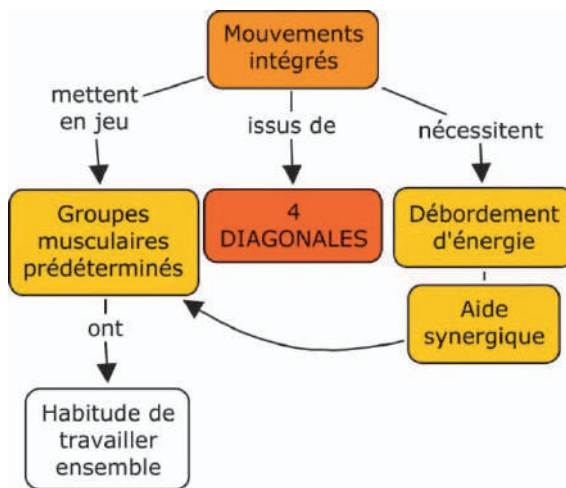 Mouvements
intégrés
mettent
en jeu
issus de
nécessitent
Groupes
musculaires
prédéterminés
4
DIAGONALES
Débordement
d'énergie
Aide
synergique
ont
Habitude de
travailler
ensemble